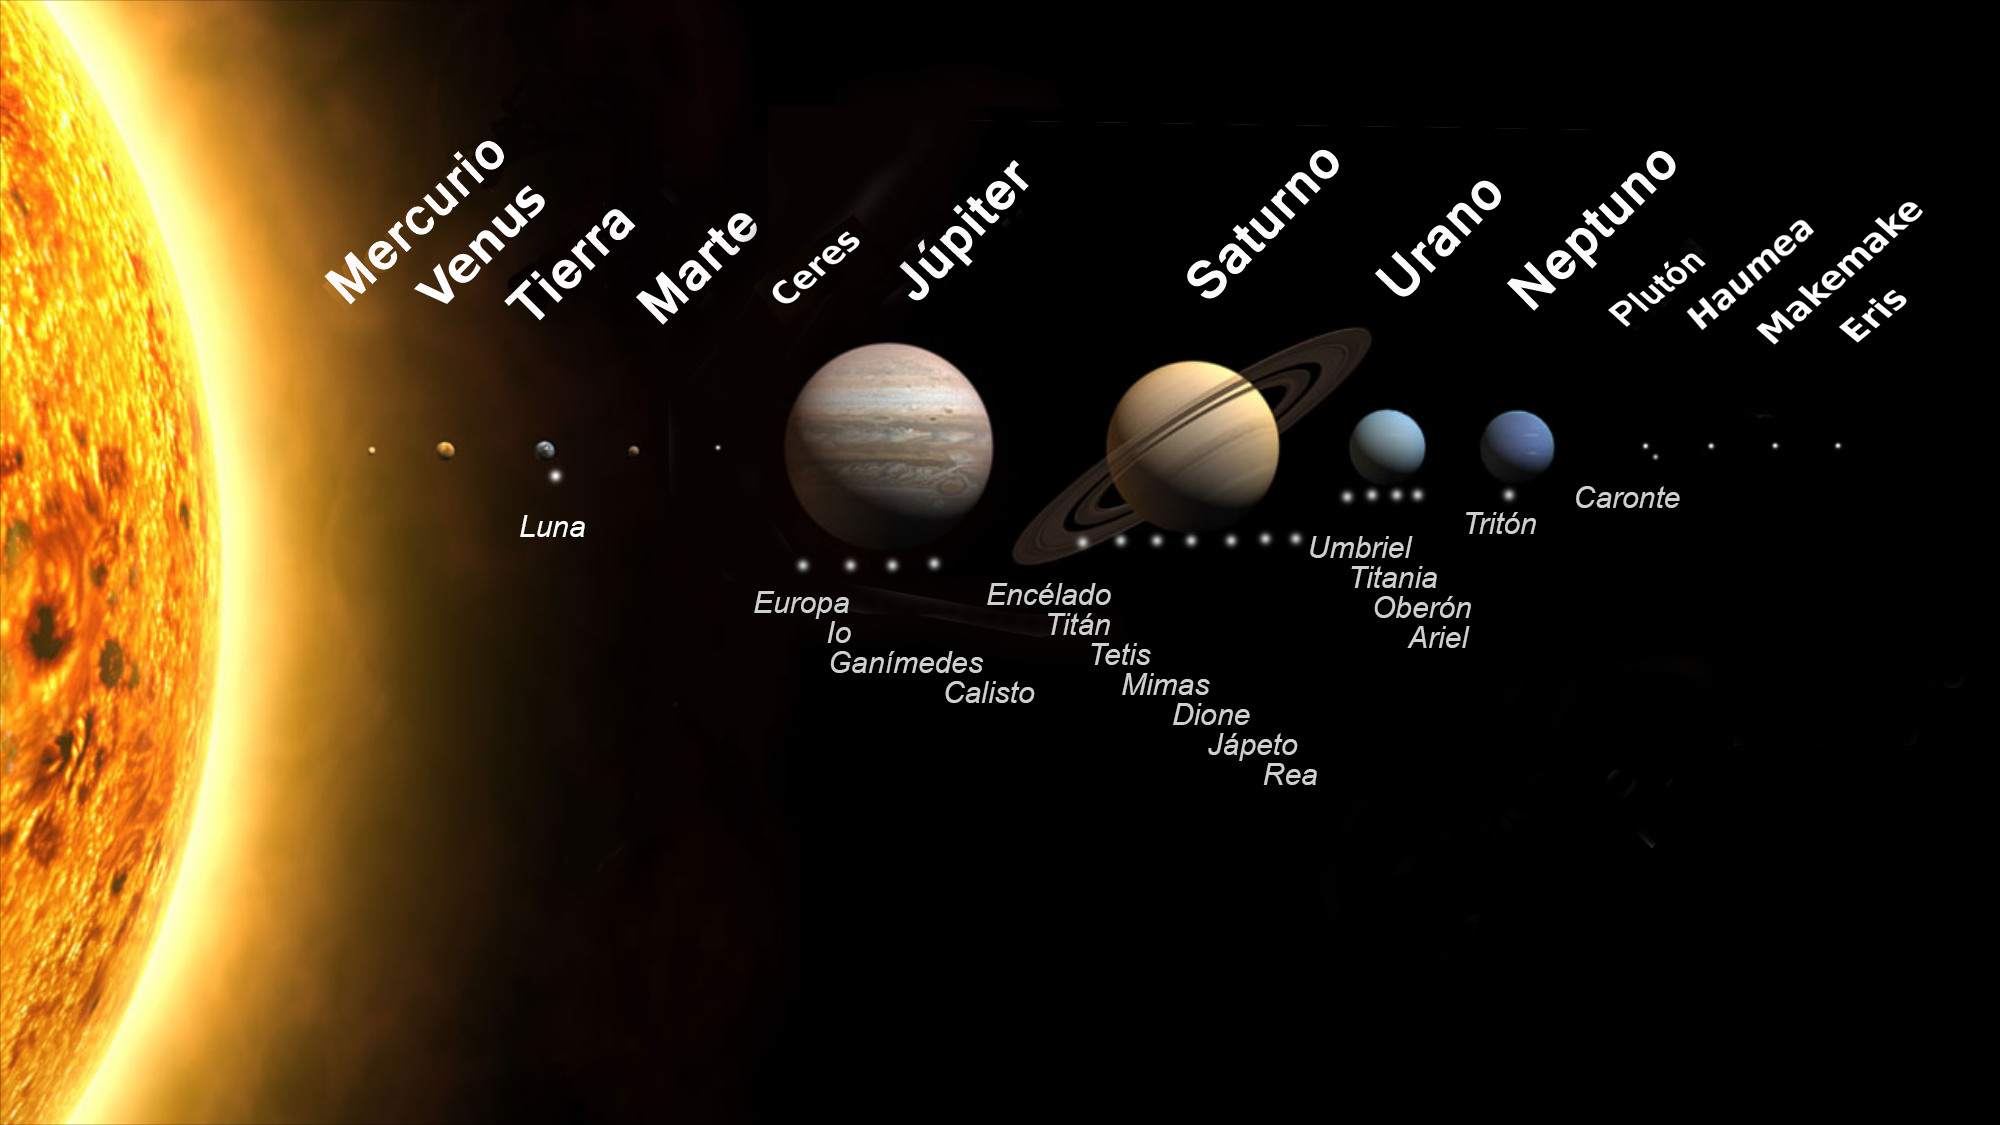 Mercurio
Venus
Tierra
Marte
Ceres
Júpiter
Saturno
Urano
Neptuno
Plutón
Haumea
Makemake
Eris
Luna
Europa
Io
Ganímedes
Calisto
Encélado
Titán
Tetis
Mimas
Dione
Jápeto
Rea
Umbriel
Titania
Oberón
Ariel
Tritón
Caronte